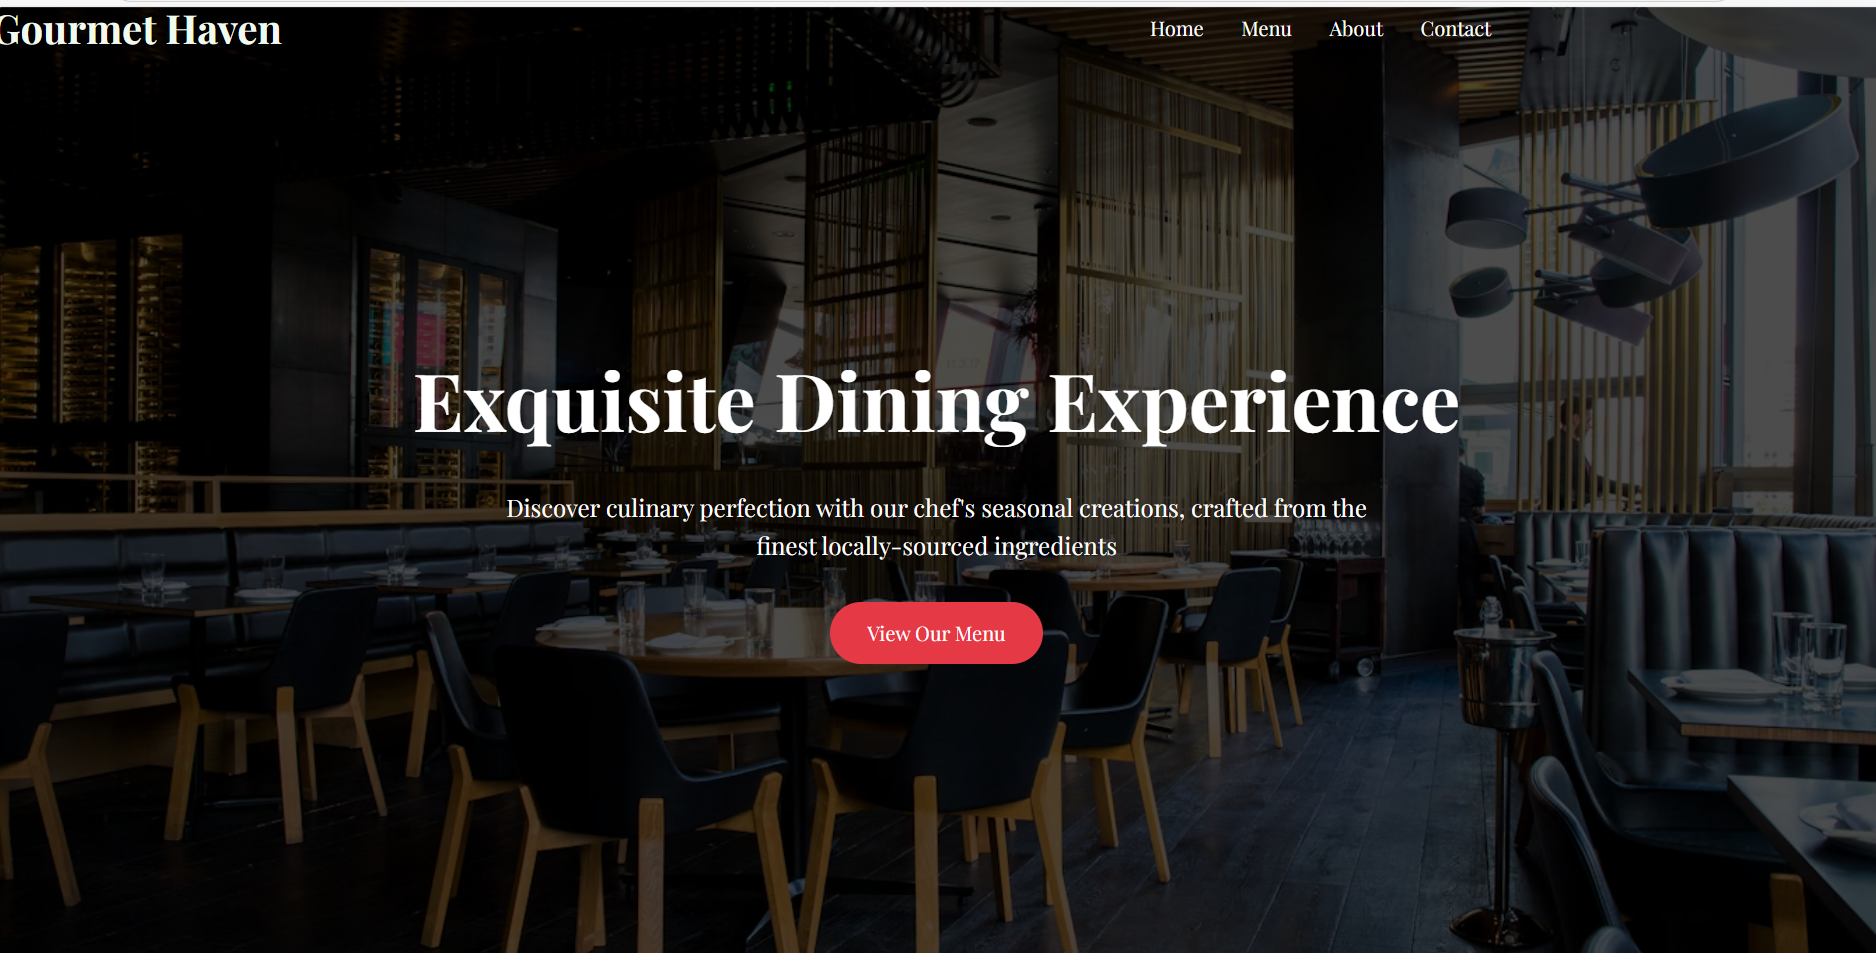 Gourmet Haven
Home Menu About Contact
Exquisite Dining Experience
Discover culinary perfection with our chef's seasonal creations, crafted from the
finest locally-sourced ingredients
View Our Menu